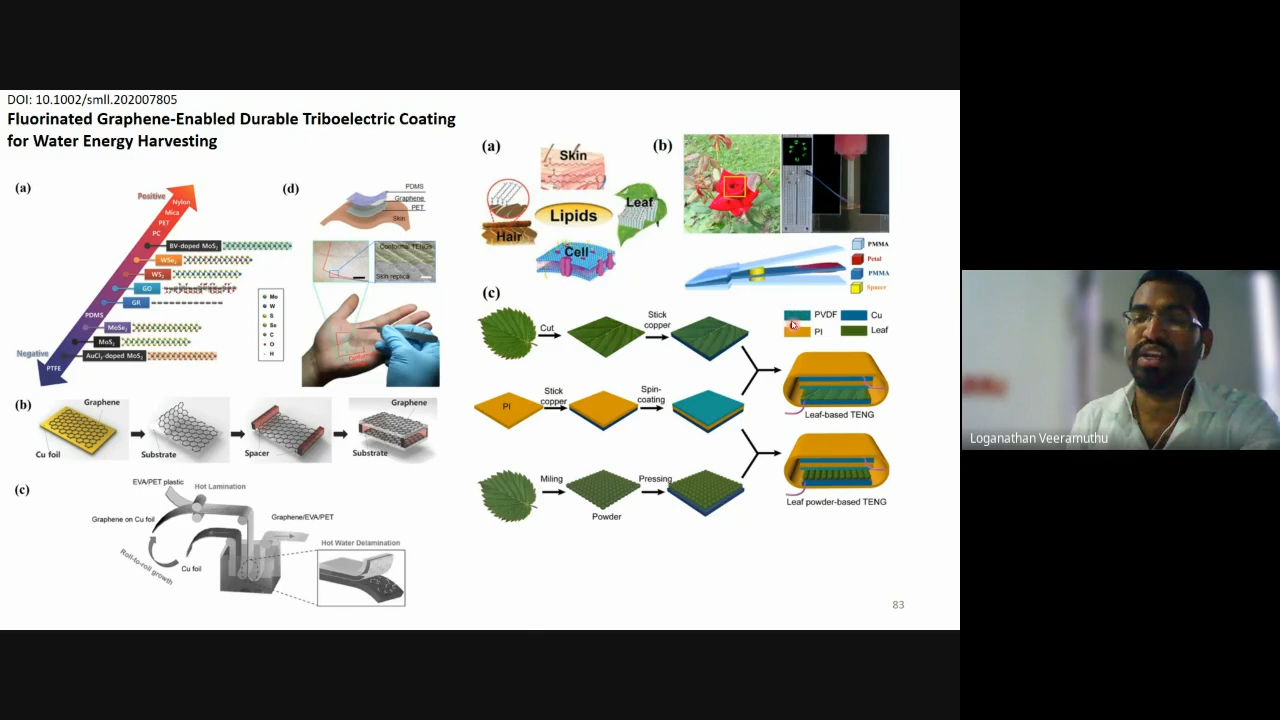 DOI: 10.1002/smll.202007805
Fluorinated Graphene-Enabled Durable Triboelectric Coating
for Water Energy Harvesting
(a)
Positive
Nylon
Mica
PET
PC
BV-doped MoS₂
WSe₂
WS₂
GO
GR
PDMS
MoSe₂
MoS₂
AuCl₃-doped MoS₂
Negative
PTFE
Mo
W
S
Se
C
O
H
(d)
PDMS
Graphene
PET
Skin
Conformal TENGs
Skin replica
(b)
Graphene
Cu foil
Substrate
Spacer
Graphene
Substrate
(c)
EVA/PET plastic
Hot Lamination
Graphene on Cu foil
Graphene/EVA/PET
Roll-to-roll growth
Cu foil
Hot Water Delamination
(a)
Skin
Hair
Lipids
Leaf
Cell
(b)
PMMA
Petal
PMMA
Spacer
(c)
Cut
Stick
copper
PVDF
Cu
PI
Leaf
PI
Stick
copper
Spin-
coating
Leaf-based TENG
Miling
Powder
Pressing
Leaf powder-based TENG
83
Loganathan Veeramuthu